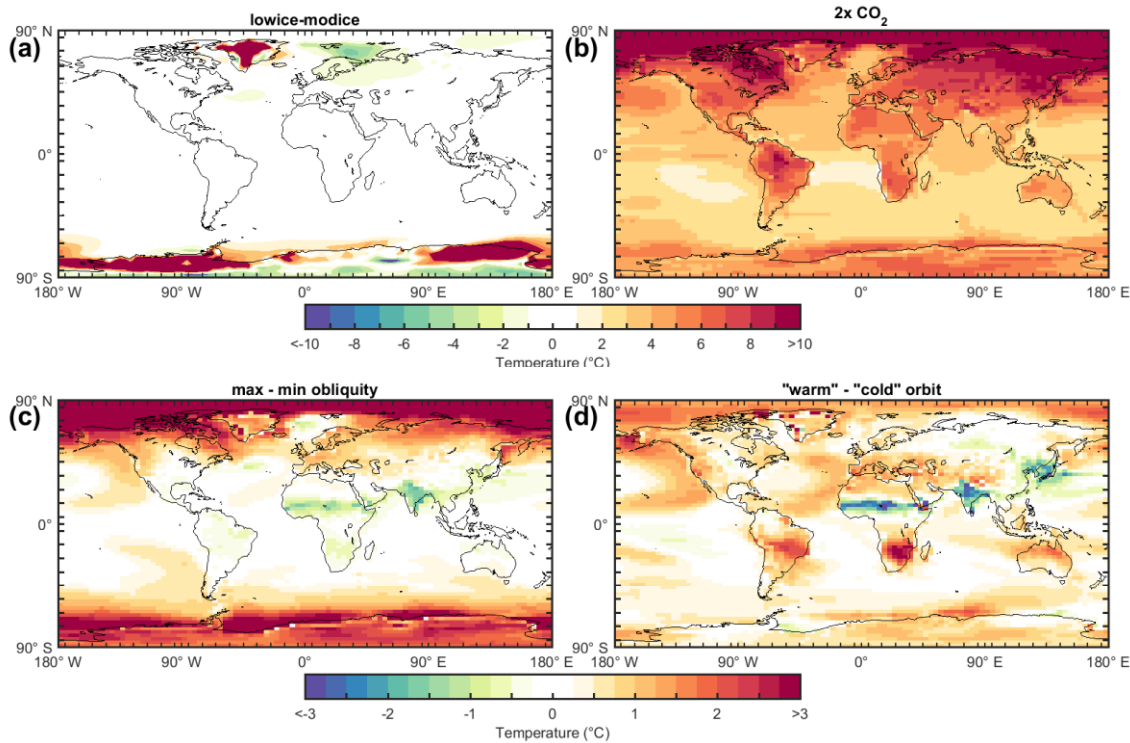 lowice-modice
2x CO₂
(a)
(b)
90° N
0°
90° S
180° W
90° W
0°
90° E
180° E
90° N
0°
90° S
180° W
90° W
0°
90° E
180° E
<-10
-8
-6
-4
-2
0
2
4
6
8
>10
Temperature (°C)
max - min obliquity
"warm" - "cold" orbit
(c)
(d)
90° N
0°
90° S
180° W
90° W
0°
90° E
180° E
90° N
0°
90° S
180° W
90° W
0°
90° E
180° E
<-3
-2
-1
0
1
2
>3
Temperature (°C)